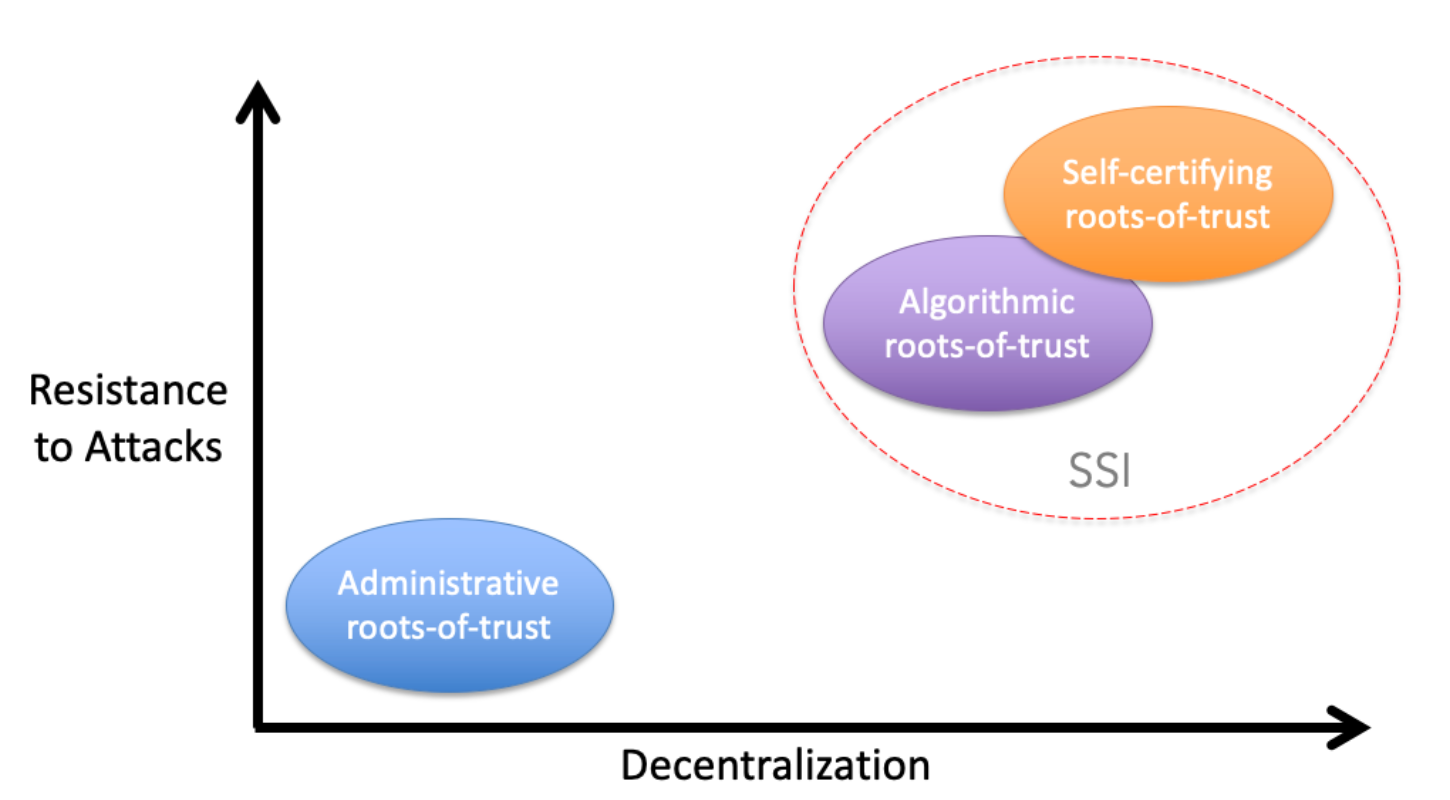 Self-certifying
roots-of-trust
Algorithmic
roots-of-trust
Resistance
to Attacks
SSI
Administrative
roots-of-trust
Decentralization